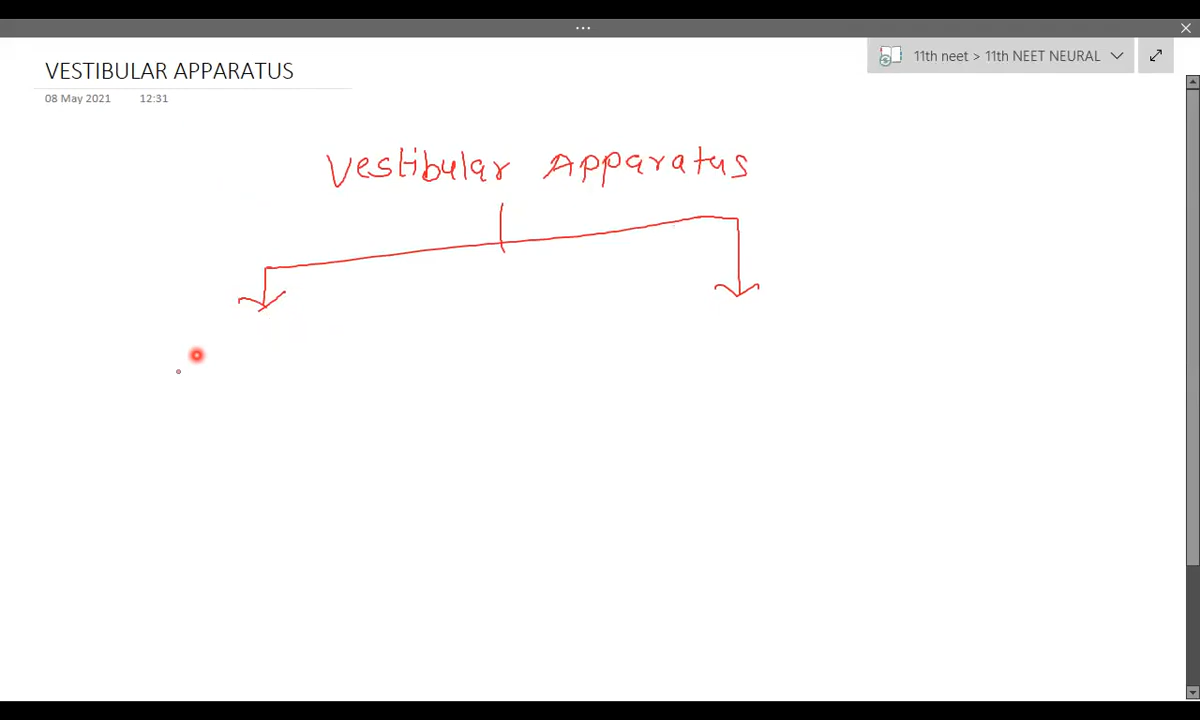 11th neet > 11th NEET NEURAL
VESTIBULAR APPARATUS
08 May 2021 12:31
Vestibular Apparatus